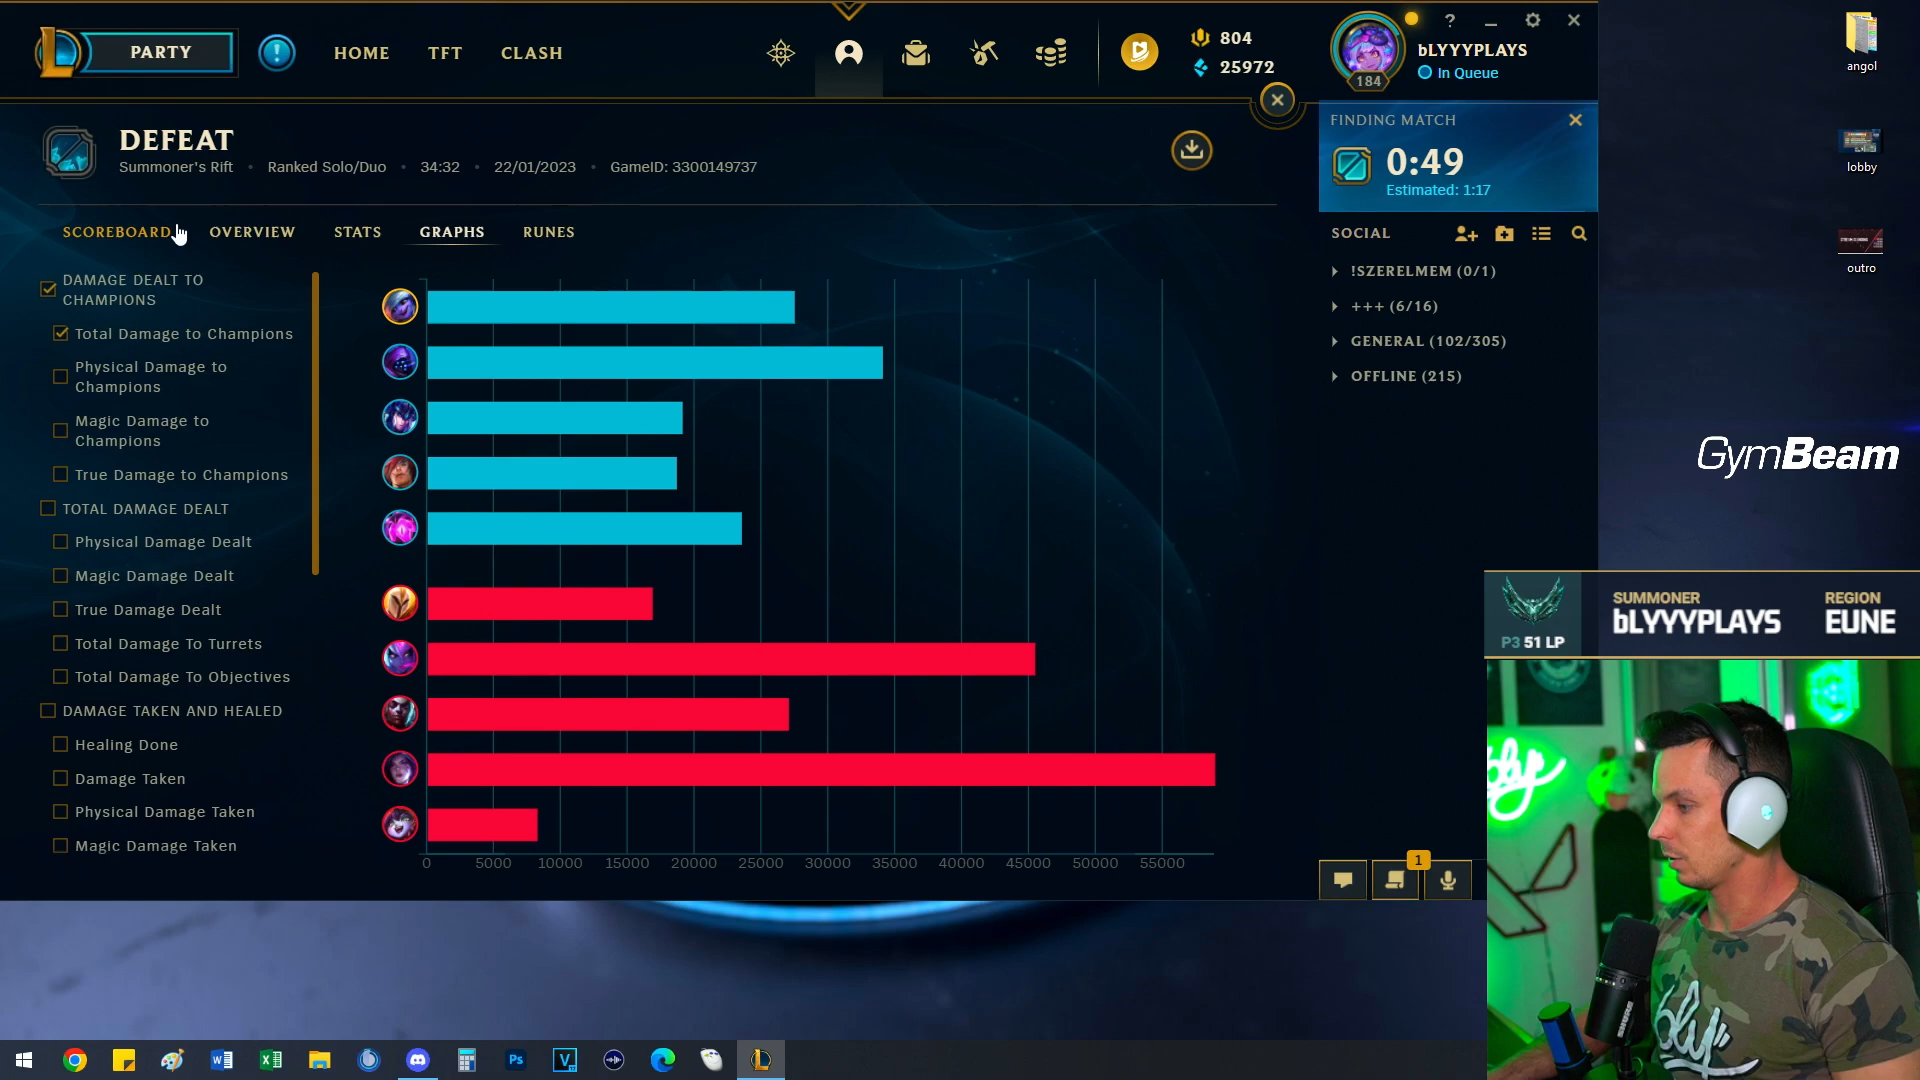 PARTY
HOME
TFT
CLASH
804
25972
184
bLYYYPLAYS
In Queue
angol
DEFEAT
Summoner's Rift • Ranked Solo/Duo • 34:32 • 22/01/2023 • GameID: 3300149737
FINDING MATCH
0:49
Estimated: 1:17
lobby
SCOREBOARD
OVERVIEW
STATS
GRAPHS
RUNES
SOCIAL
!SZERELMEM (0/1)
+++ (6/16)
GENERAL (102/305)
OFFLINE (215)
outro
DAMAGE DEALT TO
CHAMPIONS
Total Damage to Champions
Physical Damage to
Champions
Magic Damage to
Champions
True Damage to Champions
TOTAL DAMAGE DEALT
Physical Damage Dealt
Magic Damage Dealt
True Damage Dealt
Total Damage To Turrets
Total Damage To Objectives
DAMAGE TAKEN AND HEALED
Healing Done
Damage Taken
Physical Damage Taken
Magic Damage Taken
0 5000 10000 15000 20000 25000 30000 35000 40000 45000 50000 55000
GymBeam
P3 51 LP
SUMMONER
bLYYYPLAYS
REGION
EUNE
1
SHURE
bly
Ps
V